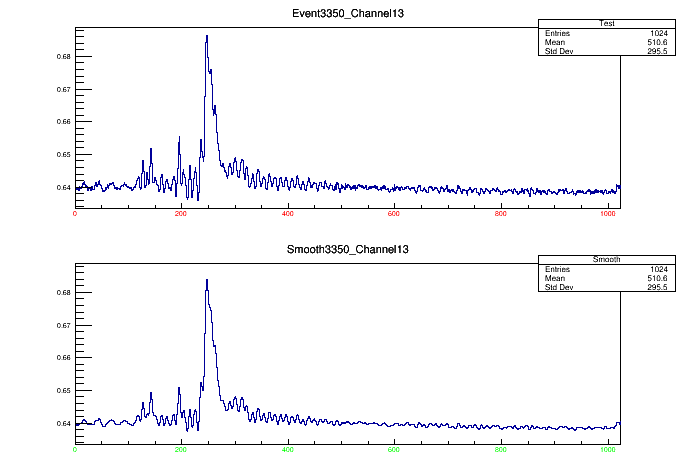 Event3350_Channel13
Test
Entries 1024
Mean 510.6
Std Dev 295.5
0.68
0.67
0.66
0.65
0.64
0 200 400 600 800 1000
Smooth3350_Channel13
Smooth
Entries 1024
Mean 510.6
Std Dev 295.5
0.68
0.67
0.66
0.65
0.64
0 200 400 600 800 1000